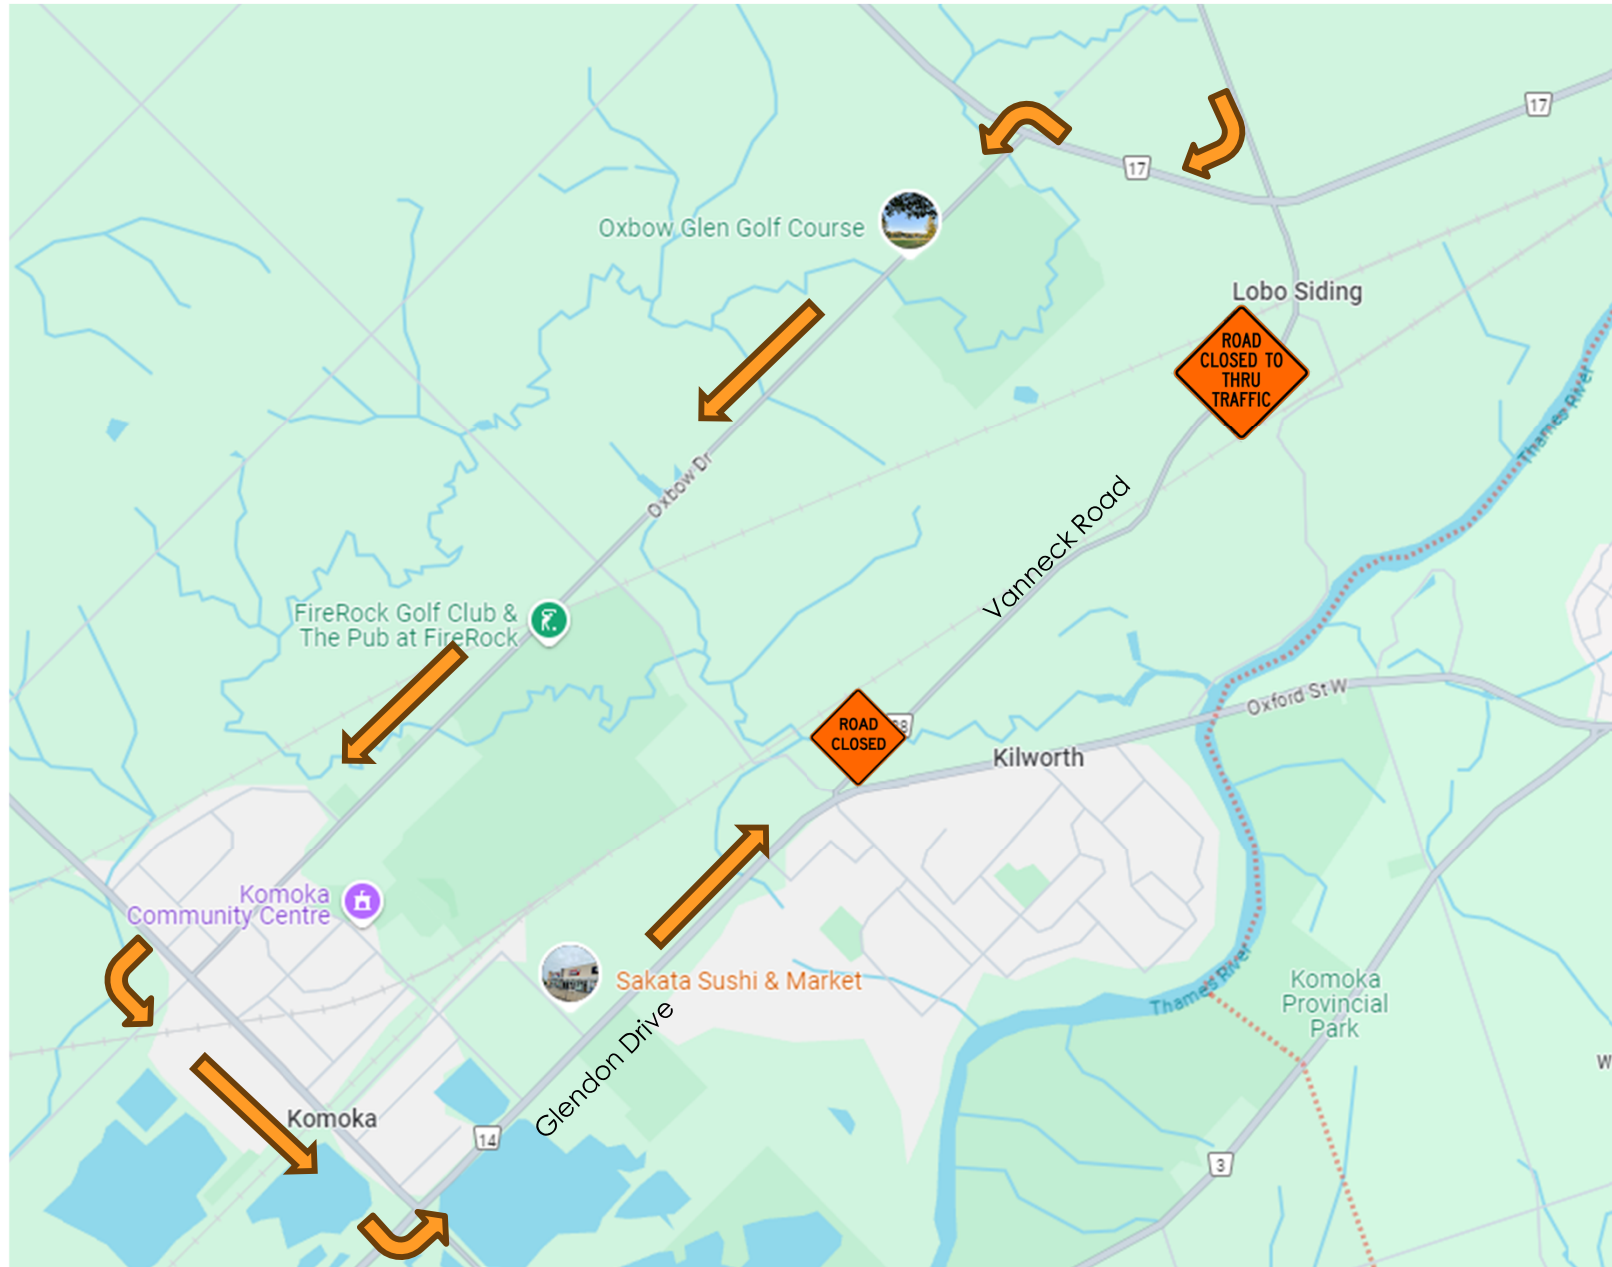 17
17
Oxbow Glen Golf Course
Lobo Siding
ROAD
CLOSED TO
THRU
TRAFFIC
Thames River
Oxbow Dr
Vanneck Road
FireRock Golf Club &
The Pub at FireRock
Oxford St W
ROAD
CLOSED
Kilworth
Komoka
Community Centre
Sakata Sushi & Market
Thames River
Komoka
Provincial
Park
Glendon Drive
W
Komoka
14
3